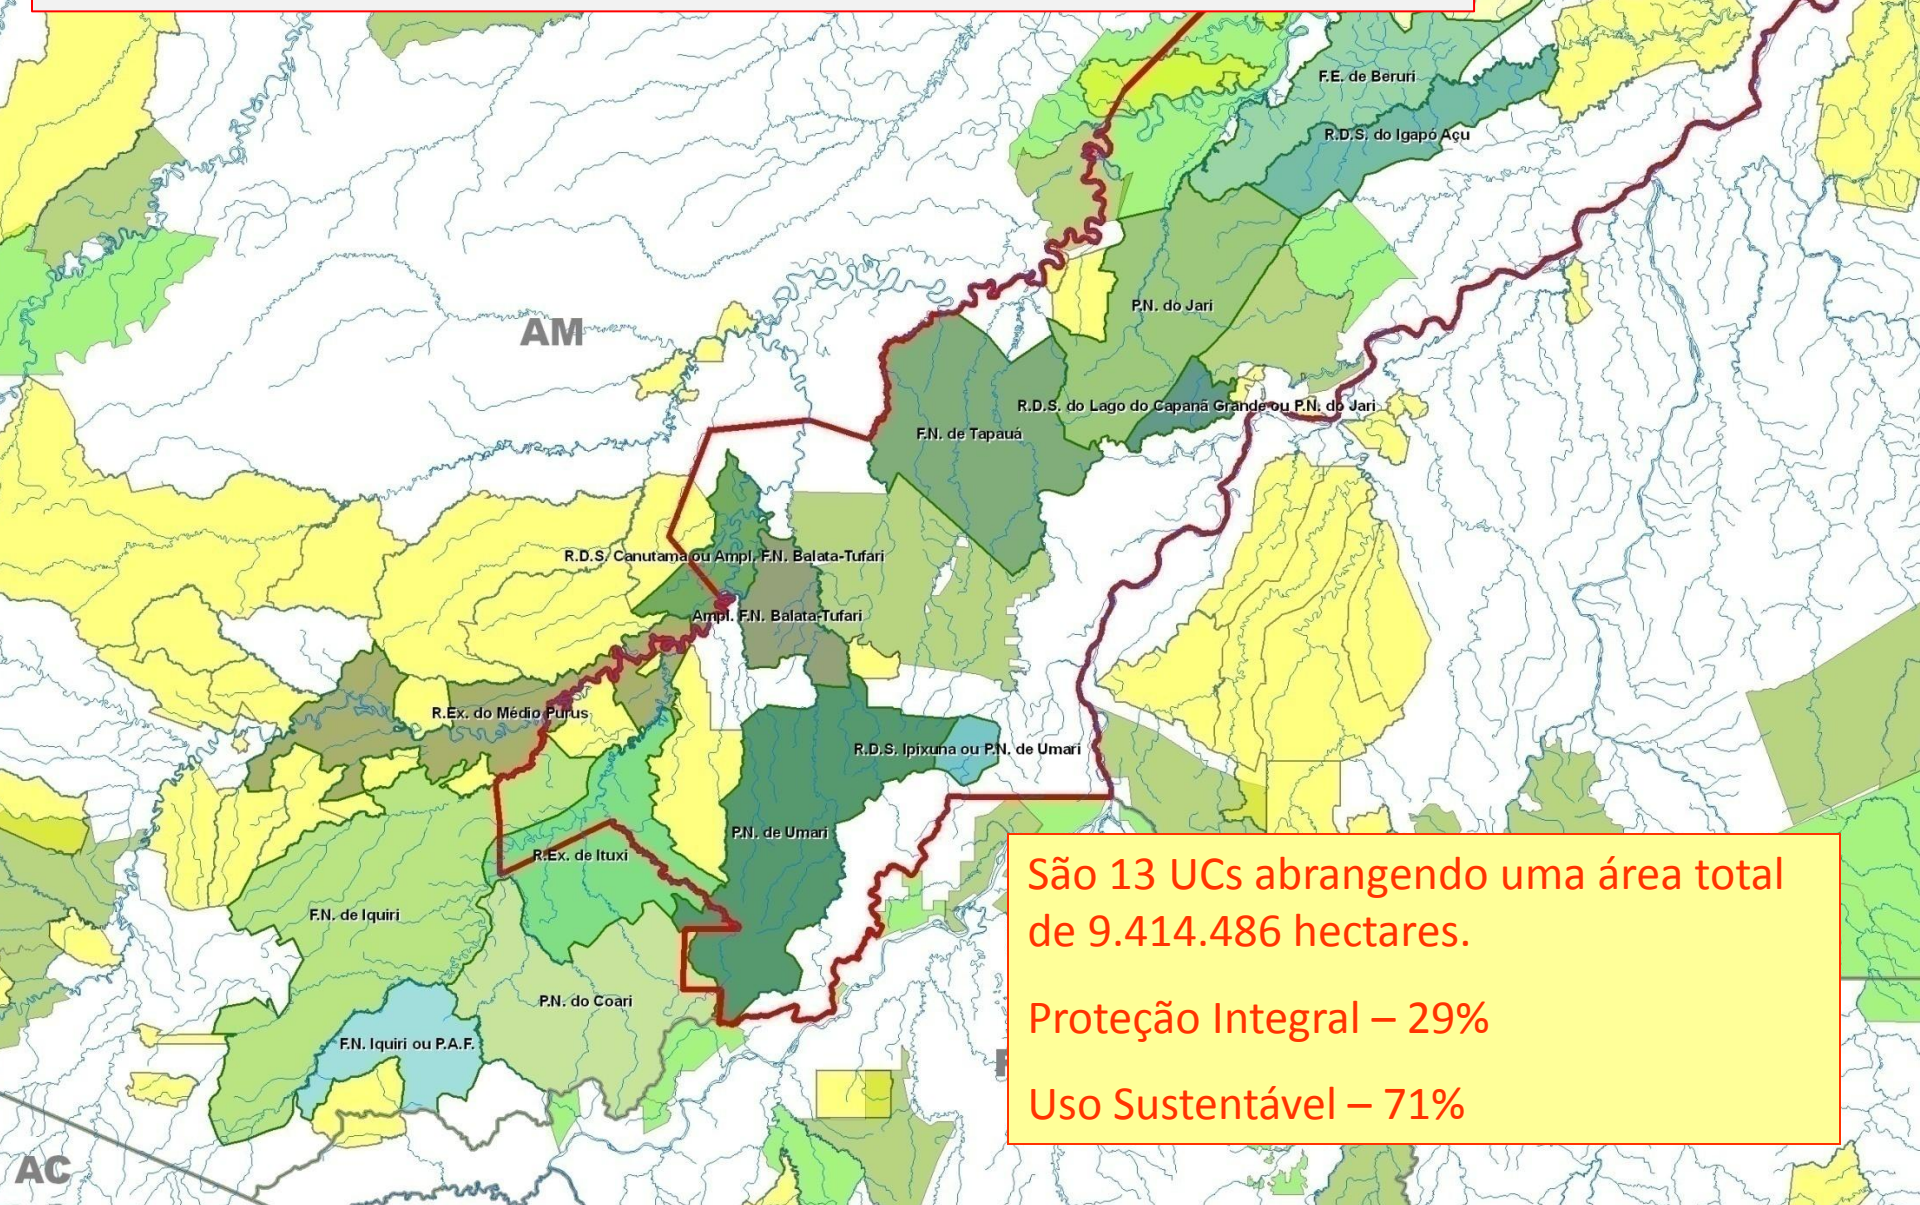 F.E. de Beruri
R.D.S. do Igapó Açu
P.N. do Jari
AM
R.D.S. do Lago do Capanã Grande ou P.N. do Jari
F.N. de Tapauá
R.D.S. Canutama ou Ampl. F.N. Balata-Tufari
Ampl. F.N. Balata-Tufari
R.Ex. do Médio Purus
R.D.S. Ipixuna ou P.N. de Umari
P.N. de Umari
R.Ex. de Ituxi
F.N. de Iquiri
P.N. do Coari
F.N. Iquiri ou P.A.F.
São 13 UCs abrangendo uma área total
de 9.414.486 hectares.
Proteção Integral – 29%
Uso Sustentável – 71%
AC